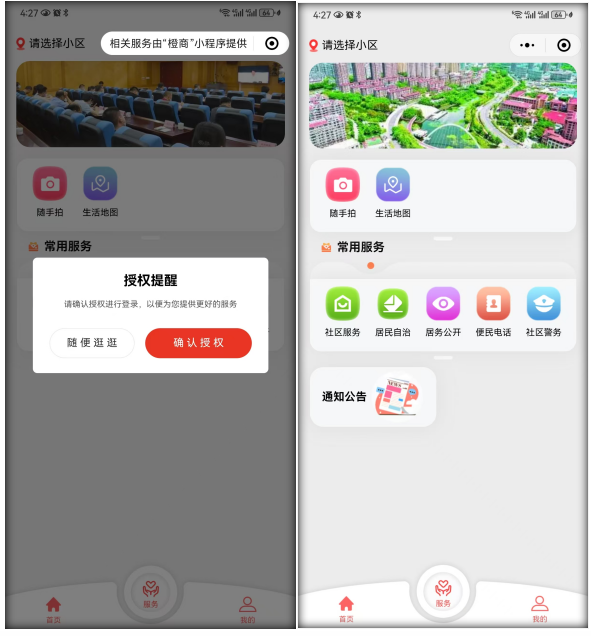 4:27
64
请选择小区
相关服务由“橙商”小程序提供
随手拍
生活地图
常用服务
授权提醒
请确认授权进行登录，以便为您提供更好的服务
随便逛逛
确认授权
首页
服务
我的
4:27
64
请选择小区
随手拍
生活地图
常用服务
社区服务
居民自治
居务公开
便民电话
社区警务
通知公告
NEWS
首页
服务
我的